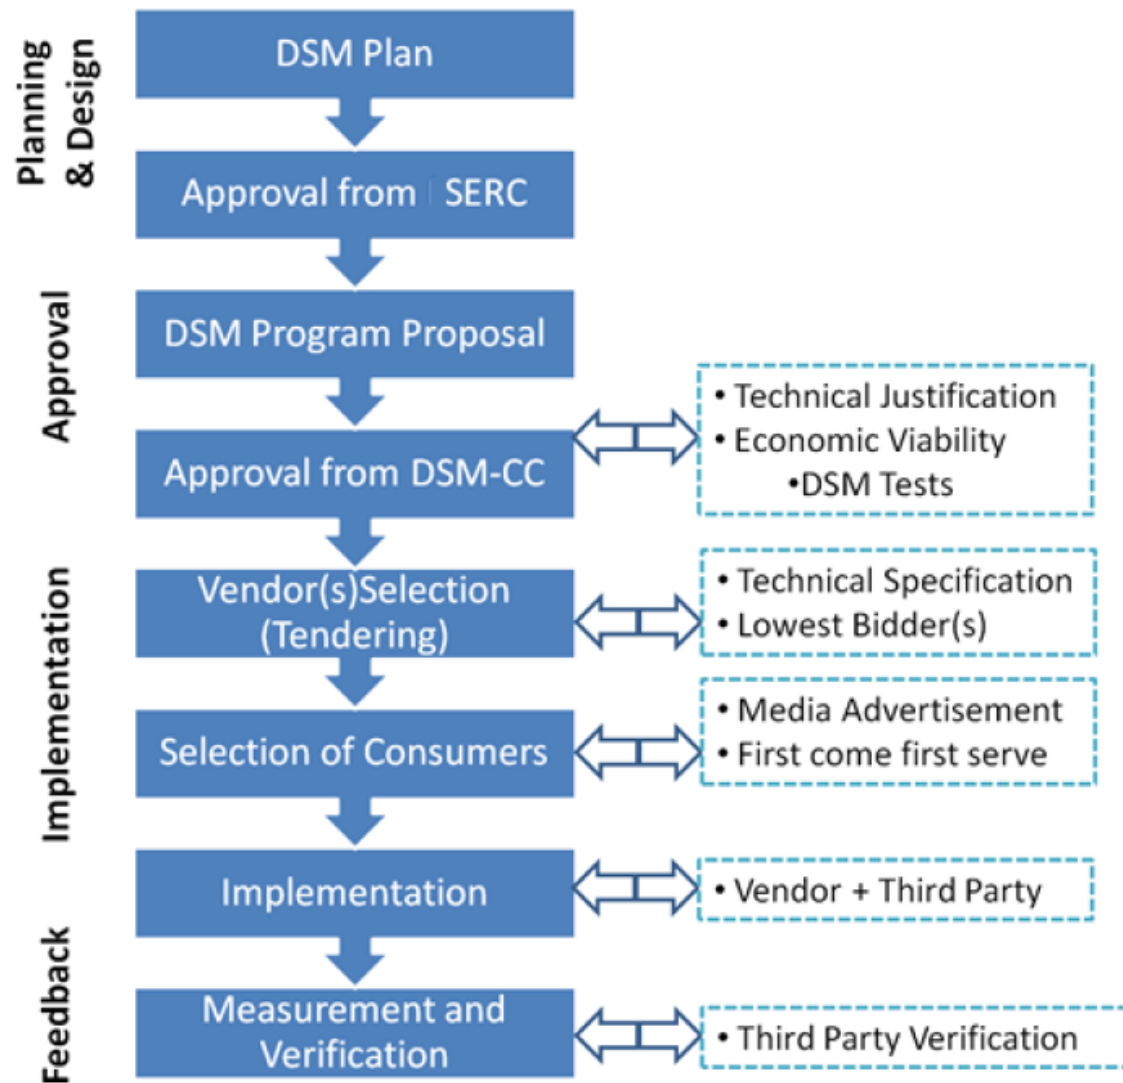 Planning
& Design
DSM Plan
Approval from SERC
Approval
DSM Program Proposal
Approval from DSM-CC
• Technical Justification
• Economic Viability
•DSM Tests
Implementation
Vendor(s)Selection
(Tendering)
• Technical Specification
• Lowest Bidder(s)
Selection of Consumers
• Media Advertisement
• First come first serve
Implementation
• Vendor + Third Party
Feedback
Measurement and
Verification
• Third Party Verification